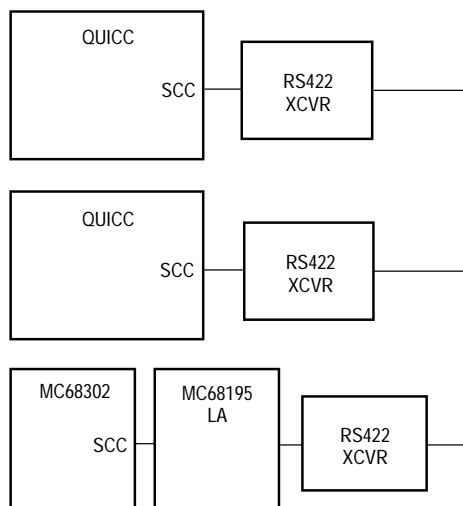 QUICC
SCC
RS422
XCVR
QUICC
SCC
RS422
XCVR
MC68302
SCC
MC68195
LA
RS422
XCVR